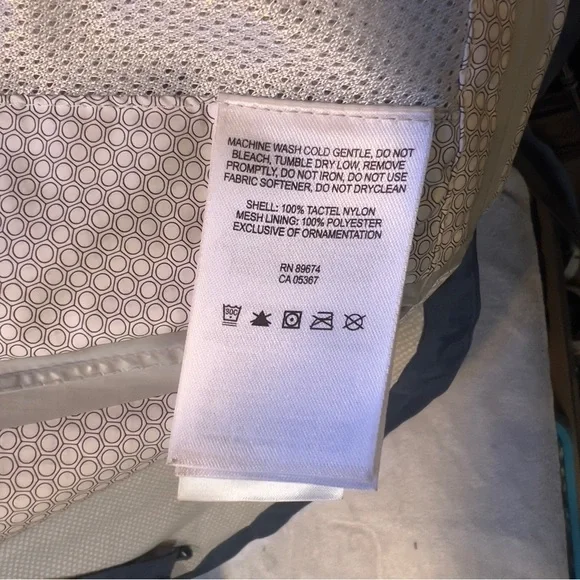 MACHINE WASH COLD GENTLE, DO NOT
BLEACH, TUMBLE DRY LOW, REMOVE
PROMPTLY, DO NOT IRON, DO NOT USE
FABRIC SOFTENER, DO NOT DRYCLEAN
SHELL: 100% TACTEL NYLON
MESH LINING: 100% POLYESTER
EXCLUSIVE OF ORNAMENTATION
RN 89674
CA 05367